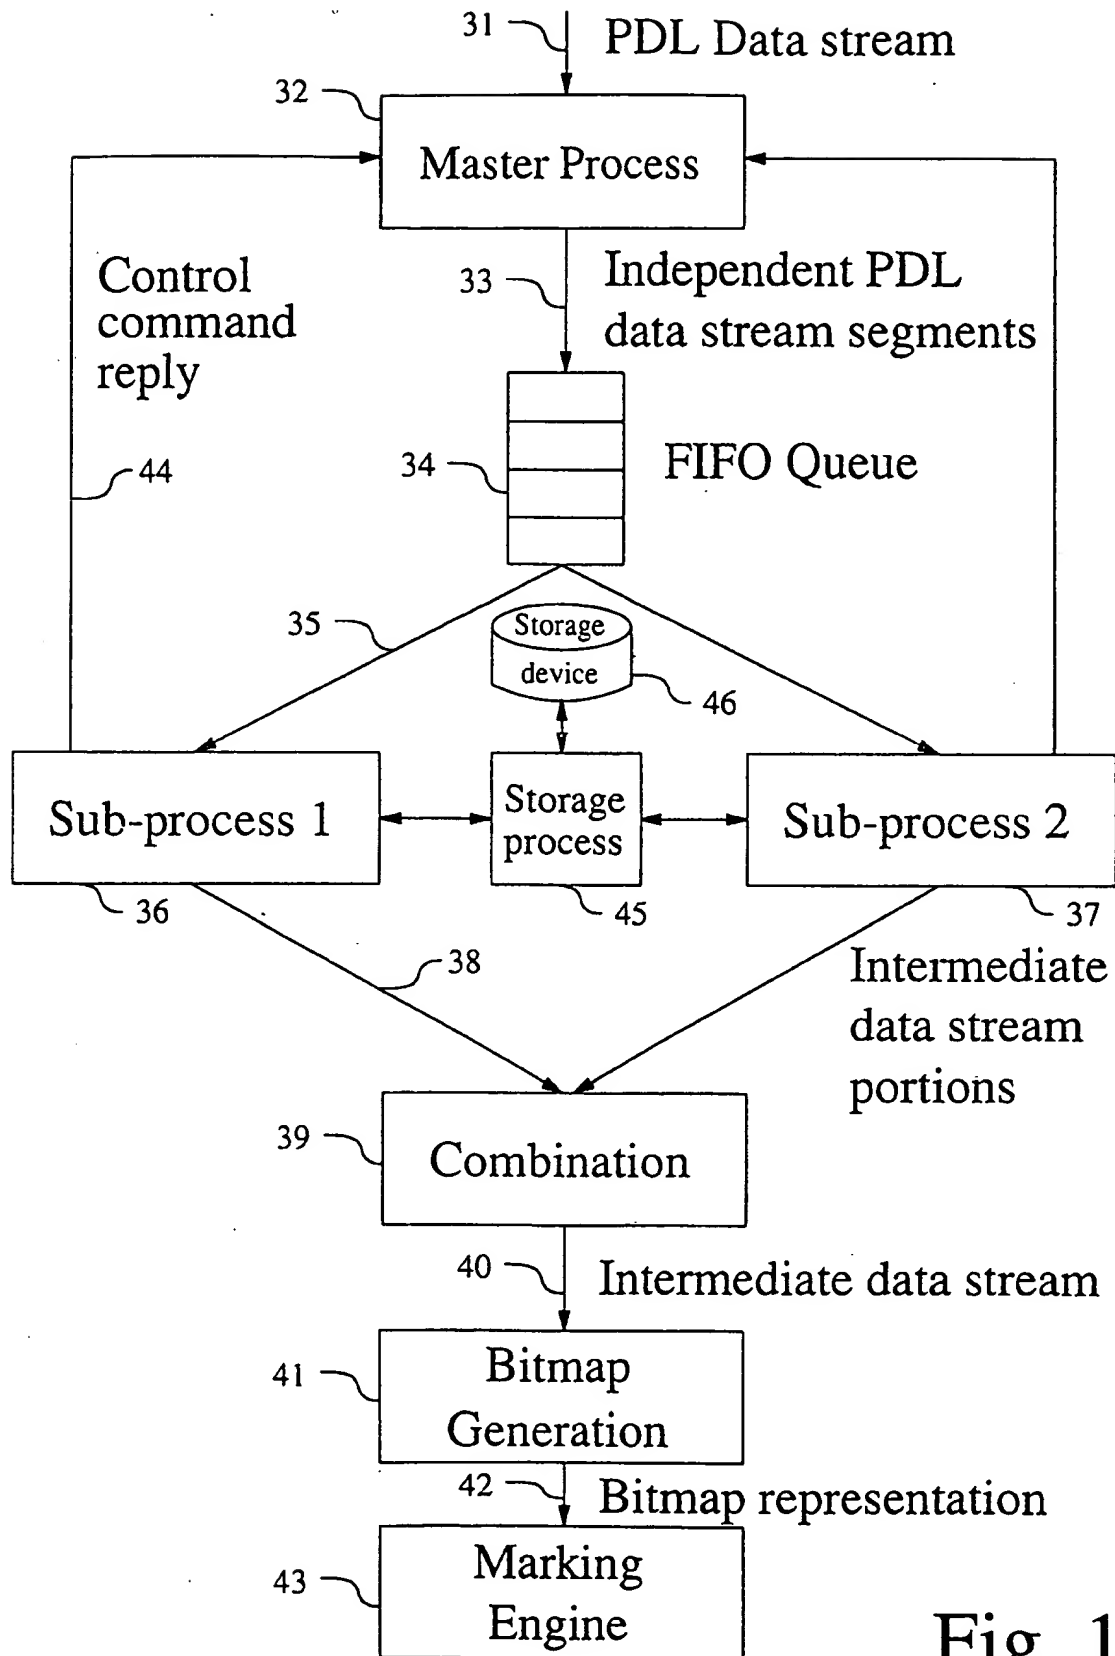 31
PDL Data stream
32
Master Process
Control
command
reply
33
Independent PDL
data stream segments
44
34
FIFO Queue
35
Storage
device
46
Sub-process 1
Storage
process
Sub-process 2
36
45
37
38
Intermediate
data stream
portions
39
Combination
40
Intermediate data stream
41
Bitmap
Generation
42
Bitmap representation
43
Marking
Engine
Fig. 1